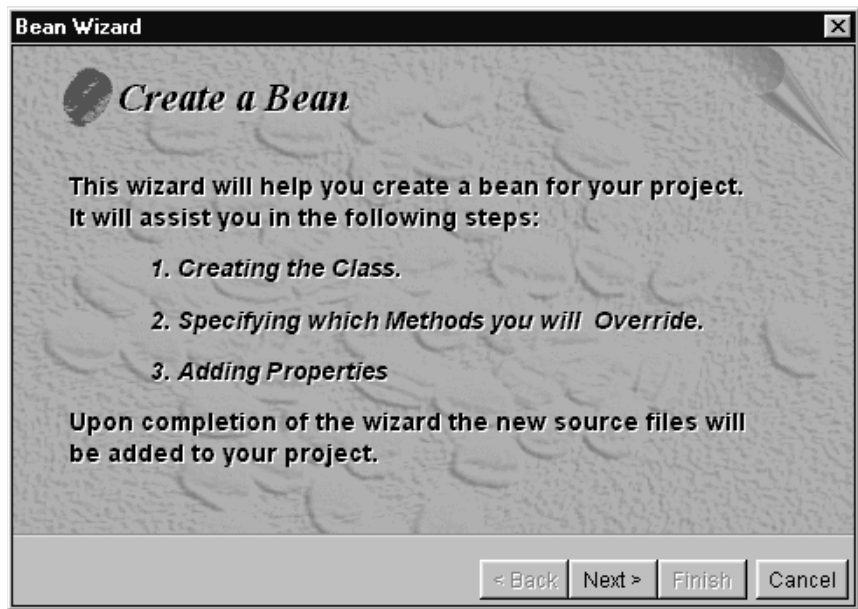 Bean Wizard
Create a Bean
This wizard will help you create a bean for your project.
It will assist you in the following steps:
1. Creating the Class.
2. Specifying which Methods you will Override.
3. Adding Properties
Upon completion of the wizard the new source files will
be added to your project.
< Back Next > Finish Cancel